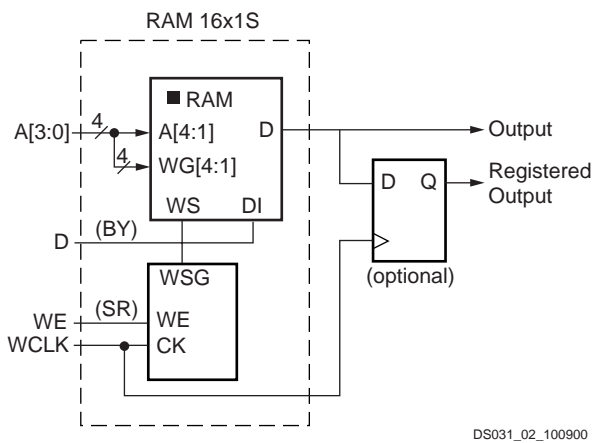 RAM 16x1S
RAM
A[3:0]
4
A[4:1]
D
Output
4
WG[4:1]
D
Q
Registered
Output
WS
DI
D
(BY)
WSG
(optional)
WE
(SR)
WE
WCLK
CK
DS031_02_100900